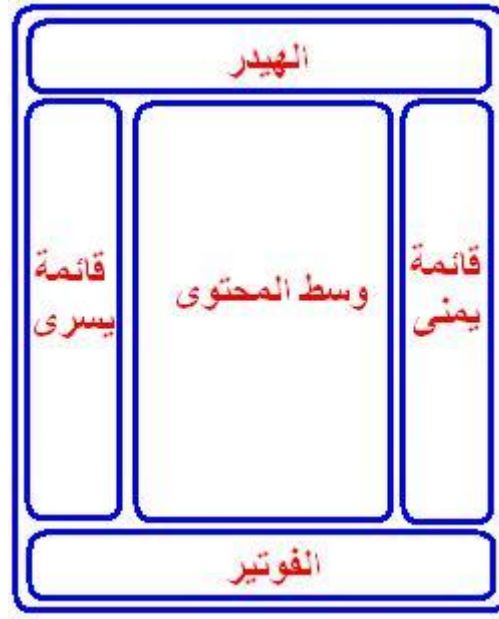 الهيدر
قائمة
يمنى
وسط المحتوى
قائمة
يسرى
الفوتير